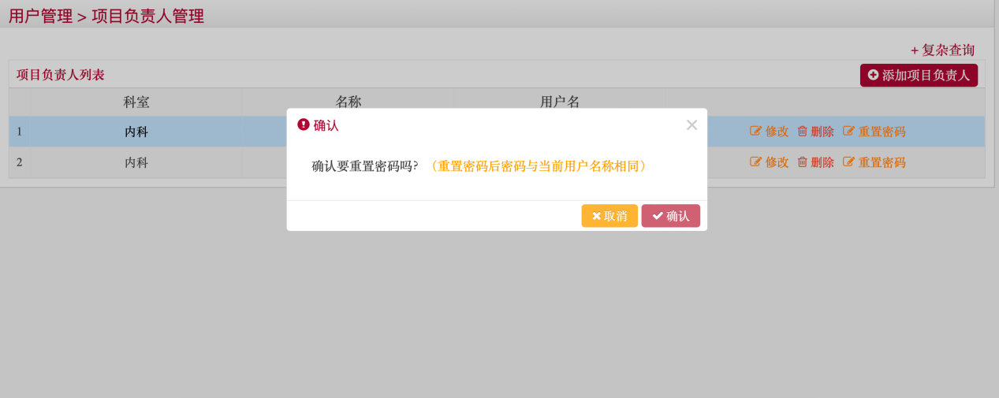 用户管理 > 项目负责人管理
+ 复杂查询
项目负责人列表
添加项目负责人
科室 名称 用户名
1 内科 修改 删除 重置密码
2 内科 修改 删除 重置密码
确认
确认要重置密码吗? （重置密码后密码与当前用户名称相同）
取消 确认